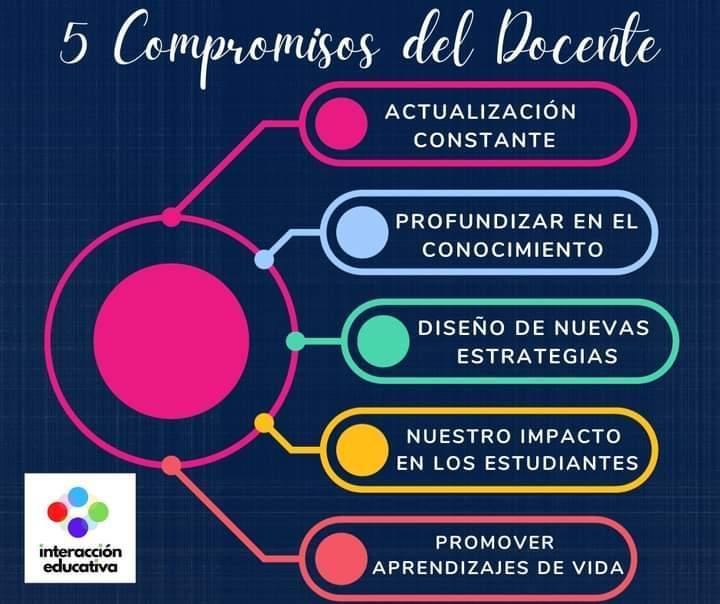 5 Compromisos del Docente
ACTUALIZACIÓN
CONSTANTE
PROFUNDIZAR EN EL
CONOCIMIENTO
DISEÑO DE NUEVAS
ESTRATEGIAS
NUESTRO IMPACTO
EN LOS ESTUDIANTES
PROMOVER
APRENDIZAJES DE VIDA
interacción
educativa